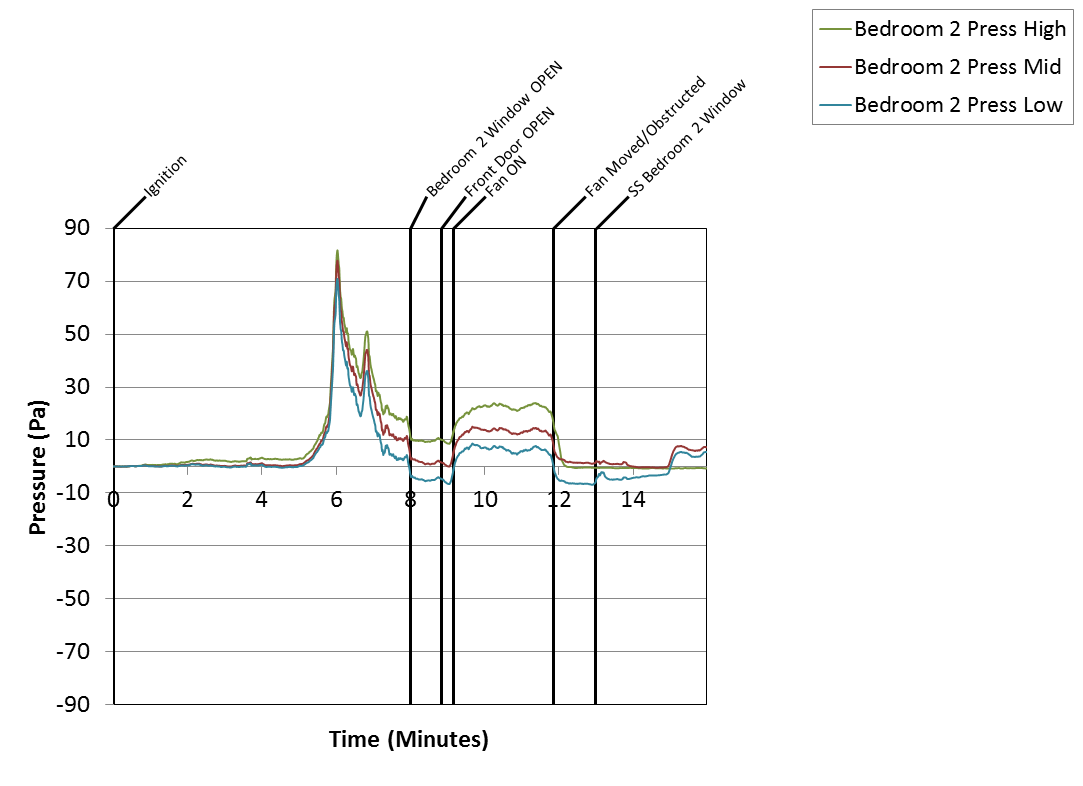 Bedroom 2 Press High
Bedroom 2 Press Mid
Bedroom 2 Press Low
Ignition
Bedroom 2 Window OPEN
Front Door OPEN
Fan ON
Fan Moved/Obstructed
SS Bedroom 2 Window
90
70
50
30
10
-10
-30
-50
-70
-90
0
2
4
6
8
10
12
14
Pressure (Pa)
Time (Minutes)